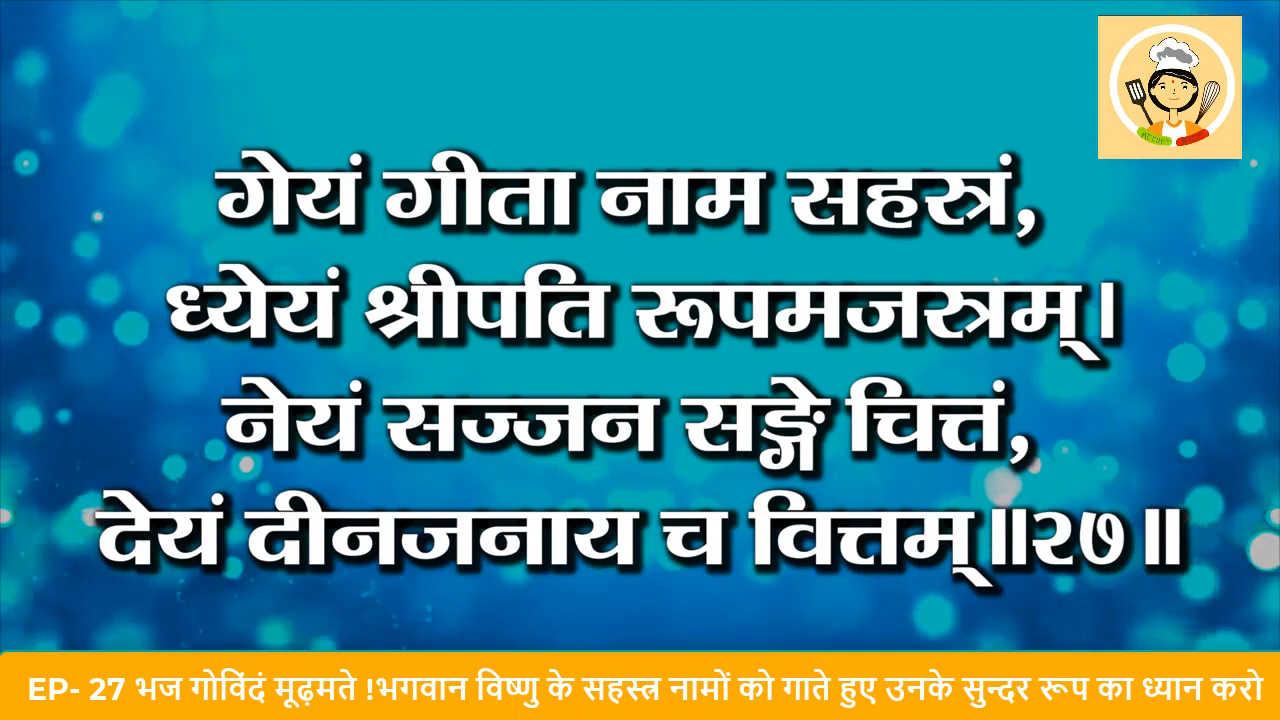 गेयं गीता नाम सहस्त्रं,
ध्येयं श्रीपति रूपमजस्त्रम्।
नेयं सज्जन सङ्गे चित्तं,
देयं दीनजनाय च वित्तम्॥२७॥
EP- 27 भज गोविंदं मूढ़मते !भगवान विष्णु के सहस्त्र नामों को गाते हुए उनके सुन्दर रूप का ध्यान करो